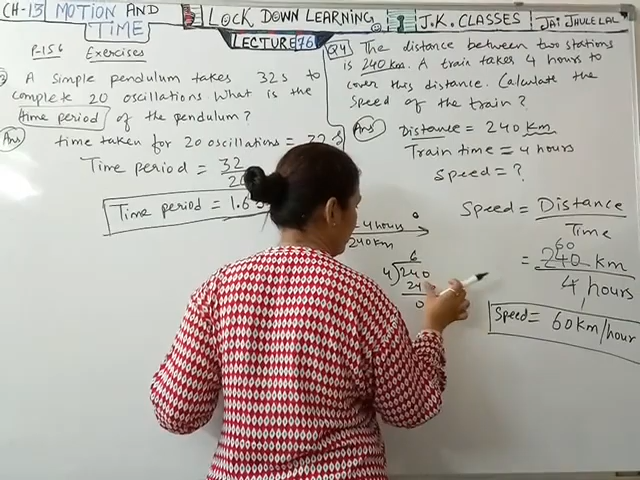 CH-13 MOTION AND TIME
LOCK DOWN LEARNING
J.K. CLASSES
JAI JAULELAL
LECTURE 76
P-156 Exercises
A simple pendulum takes 32s to
complete 20 oscillations What is the
time period of the pendulum?
Ans time taken for 20 oscillations = 32 s
Time period = 32
Time period = 1.6
Q4 The distance between two stations
is 240 km. A train takes 4 hours to
cover this distance. Calculate the
Speed of the train?
Ans Distance = 240 km
Train time = 4 hours
Speed = ?
4 hours
240 km
6
4 240
24
0
Speed = Distance
Time
60
= 240 km
4 hours
Speed = 60 km/hour